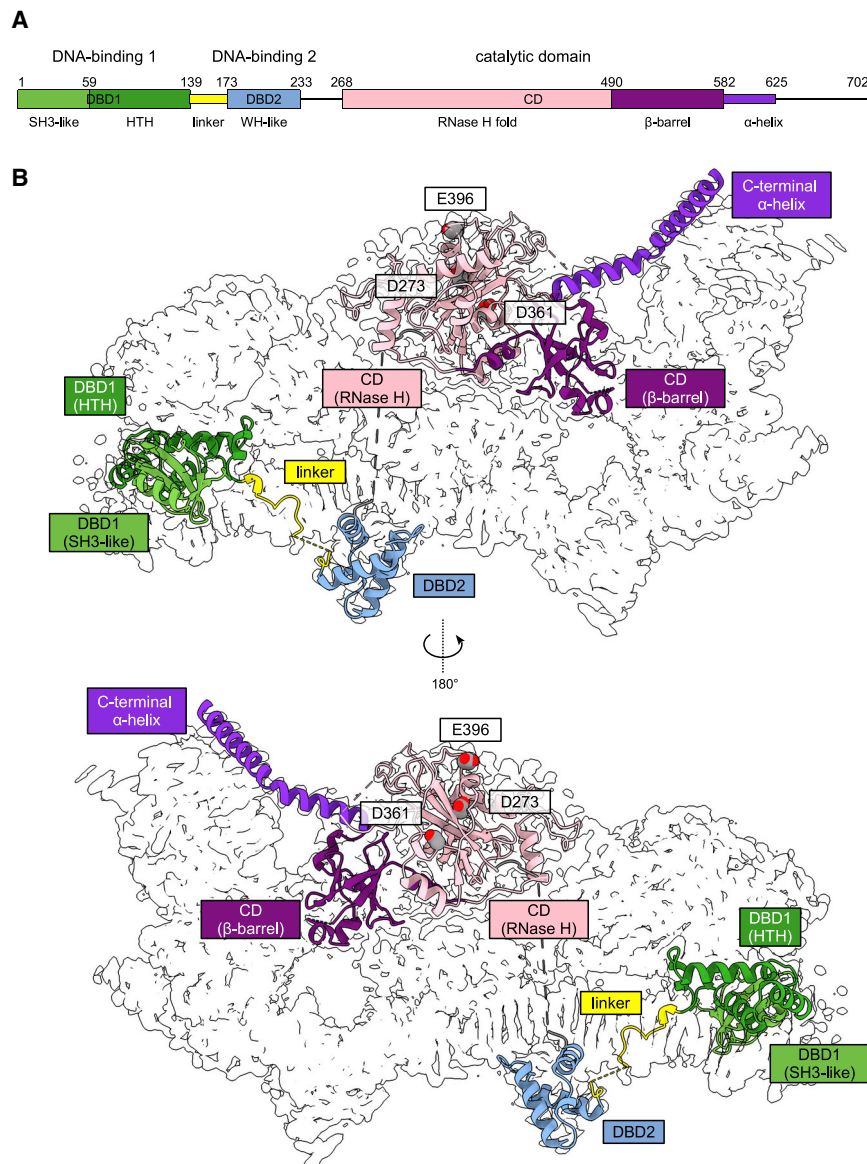 A
DNA-binding 1 DNA-binding 2 catalytic domain
1 59 139 173 233 268 490 582 625 702
DBD1 DBD2 CD
SH3-like HTH linker WH-like RNase H fold β-barrel α-helix
B
C-terminal
α-helix
E396
D273
D361
DBD1
(HTH)
CD
(RNase H)
CD
(β-barrel)
linker
DBD1
(SH3-like)
DBD2
180°
C-terminal
α-helix
E396
D361
D273
CD
(β-barrel)
CD
(RNase H)
DBD1
(HTH)
linker
DBD1
(SH3-like)
DBD2